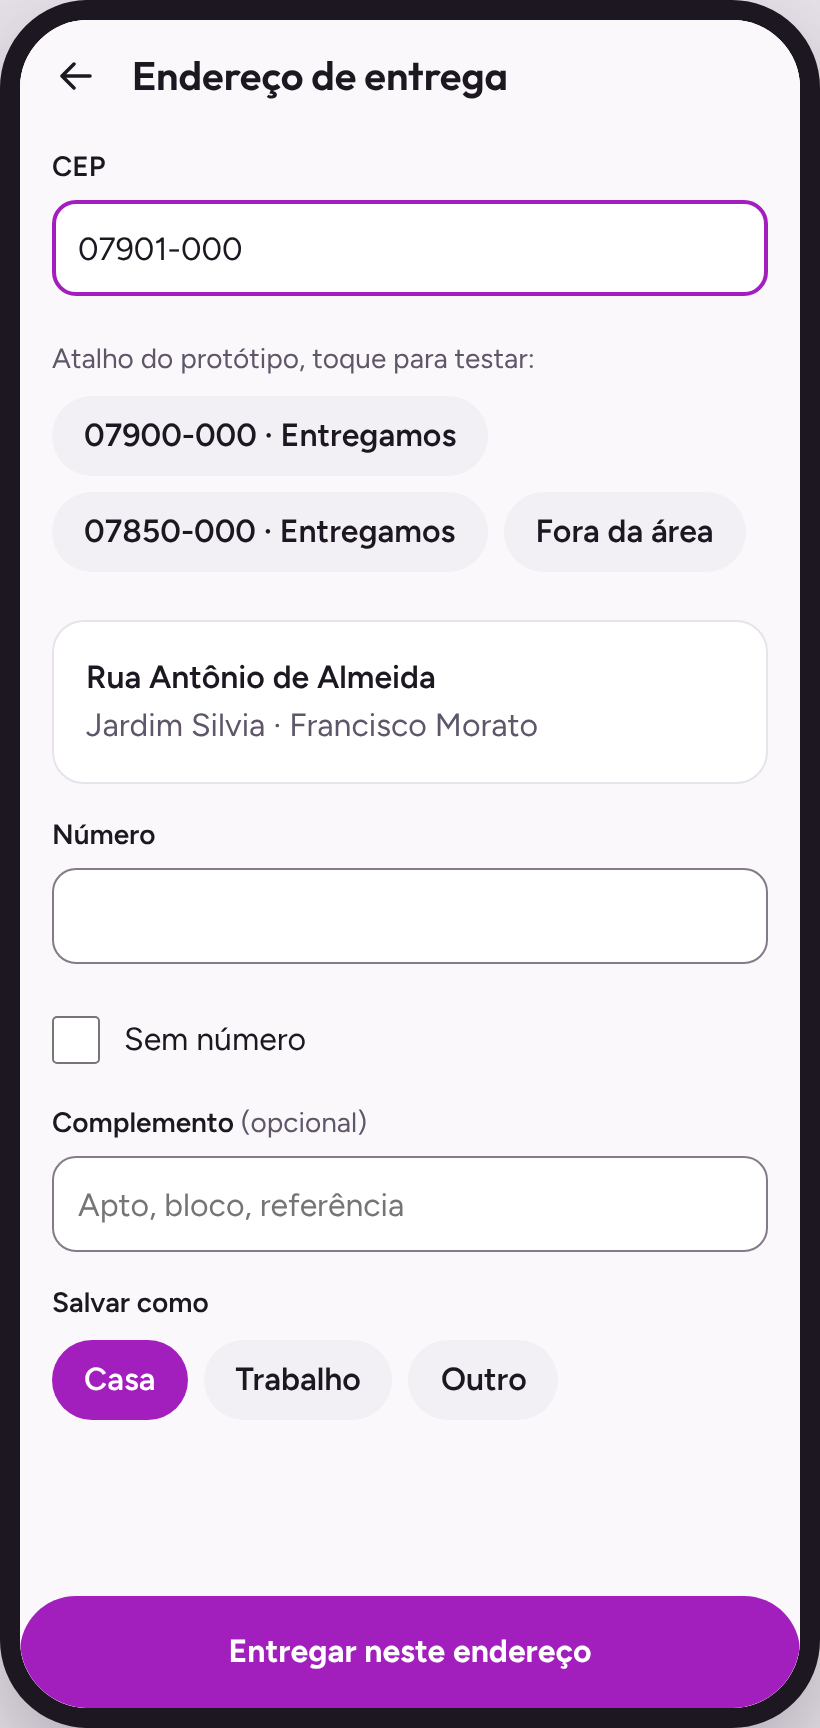 Endereço de entrega
CEP
07901-000
Atalho do protótipo, toque para testar:
07900-000 · Entregamos
07850-000 · Entregamos
Fora da área
Rua Antônio de Almeida
Jardim Silvia · Francisco Morato
Número
Sem número
Complemento (opcional)
Apto, bloco, referência
Salvar como
Casa
Trabalho
Outro
Entregar neste endereço